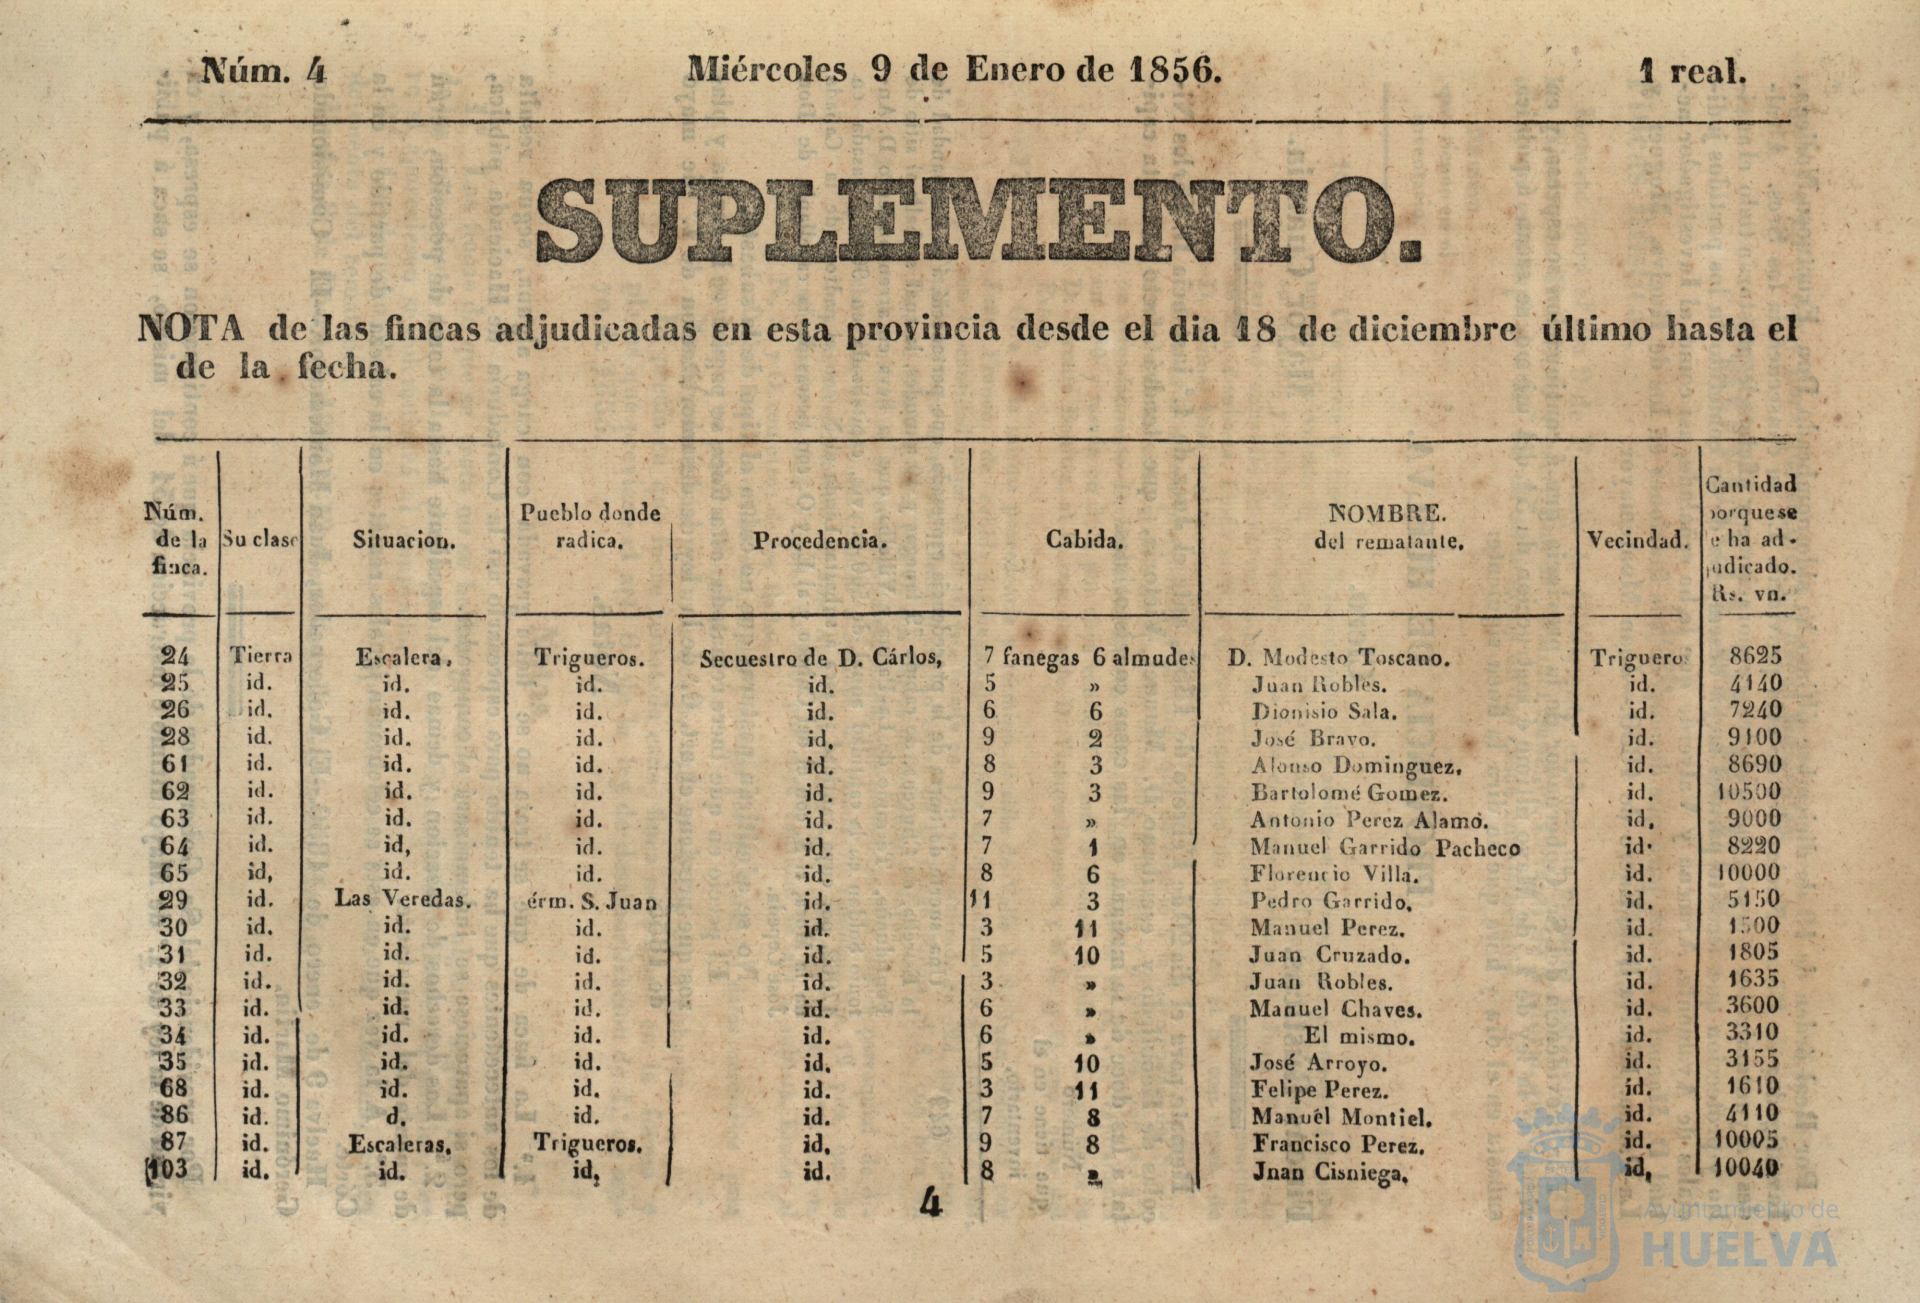 Núm. 4 Miércoles 9 de Enero de 1856. 1 real.
SUPLEMENTO.
NOTA de las fincas adjudicadas en esta provincia desde el dia 18 de diciembre último hasta el
de la fecha.
Núm. de la finca. Su clase Situacion. Pueblo donde radica. Procedencia. Cabida. NOMBRE. del rematante. Vecindad. Cantidad porquese e ha ad- judicado. Rs. vn.
24 Tierra Escalera. Trigueros. Secuestro de D. Cárlos, 7 fanegas 6 almudes D. Modesto Toscano. Triguero 8625
25 id. id. id. id. 5 » Juan Robles. id. 4140
26 id. id. id. id. 6 6 Dionisio Sala. id. 7240
28 id. id. id. id. 9 2 José Bravo. id. 9100
61 id. id. id. id. 8 3 Alonso Dominguez. id. 8690
62 id. id. id. id. 9 3 Bartolomé Gomez. id. 10500
63 id. id. id. id. 7 » Antonio Perez Alamo. id. 9000
64 id. id, id. id. 7 1 Manuel Garrido Pacheco id. 8220
65 id, id. id. id. 8 6 Florencio Villa. id. 10000
29 id. Las Veredas. érm. S. Juan id. 11 3 Pedro Garrido. id. 5150
30 id. id. id. id. 3 11 Manuel Perez. id. 1500
31 id. id. id. id. 5 10 Juan Cruzado. id. 1805
32 id. id. id. id. 3 » Juan Robles. id. 1635
33 id. id. id. id. 6 » Manuel Chaves. id. 3600
34 id. id. id. id. 6 » El mismo. id. 3310
35 id. id. id. id. 5 10 José Arroyo. id. 3155
68 id. id. id. id. 3 11 Felipe Perez. id. 1610
86 id. d. id. id. 7 8 Manuel Montiel. id. 4110
87 id. Escaleras. Trigueros. id. 9 8 Francisco Perez. id. 10005
103 id. id. id, id. 8 » Jnan Cisniega. id, 10040
4
Ayuntamiento de
HUELVA